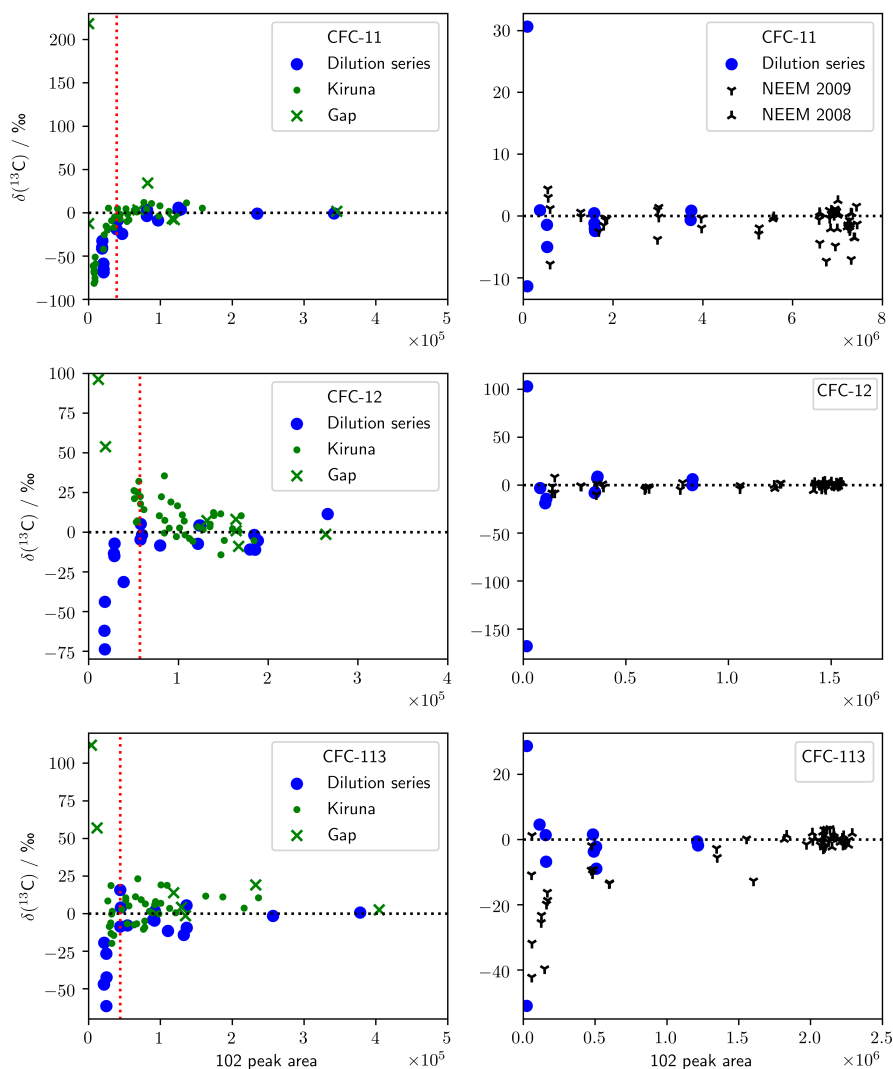 CFC-11
Dilution series
Kiruna
Gap
δ(¹³C) / ‰
200
150
100
50
0
−50
−100
0 1 2 3 4 5
×10⁵
CFC-11
Dilution series
NEEM 2009
NEEM 2008
30
20
10
0
−10
0 2 4 6 8
×10⁶
CFC-12
Dilution series
Kiruna
Gap
δ(¹³C) / ‰
100
75
50
25
0
−25
−50
−75
0 1 2 3 4
×10⁵
CFC-12
100
50
0
−50
−100
−150
0.0 0.5 1.0 1.5
×10⁶
CFC-113
Dilution series
Kiruna
Gap
δ(¹³C) / ‰
100
75
50
25
0
−25
−50
0 1 2 3 4 5
102 peak area ×10⁵
CFC-113
20
0
−20
−40
0.0 0.5 1.0 1.5 2.0 2.5
102 peak area ×10⁶